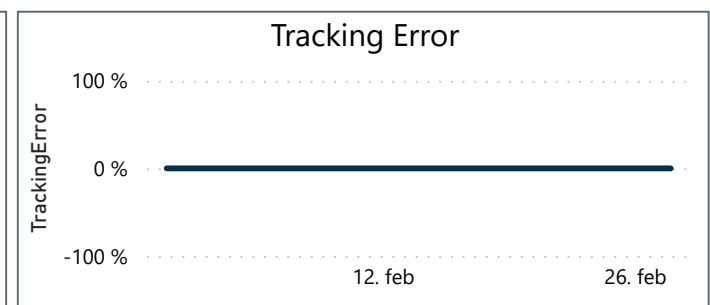 Tracking Error
100 %
TrackingError
0 %
-100 %
12. feb
26. feb